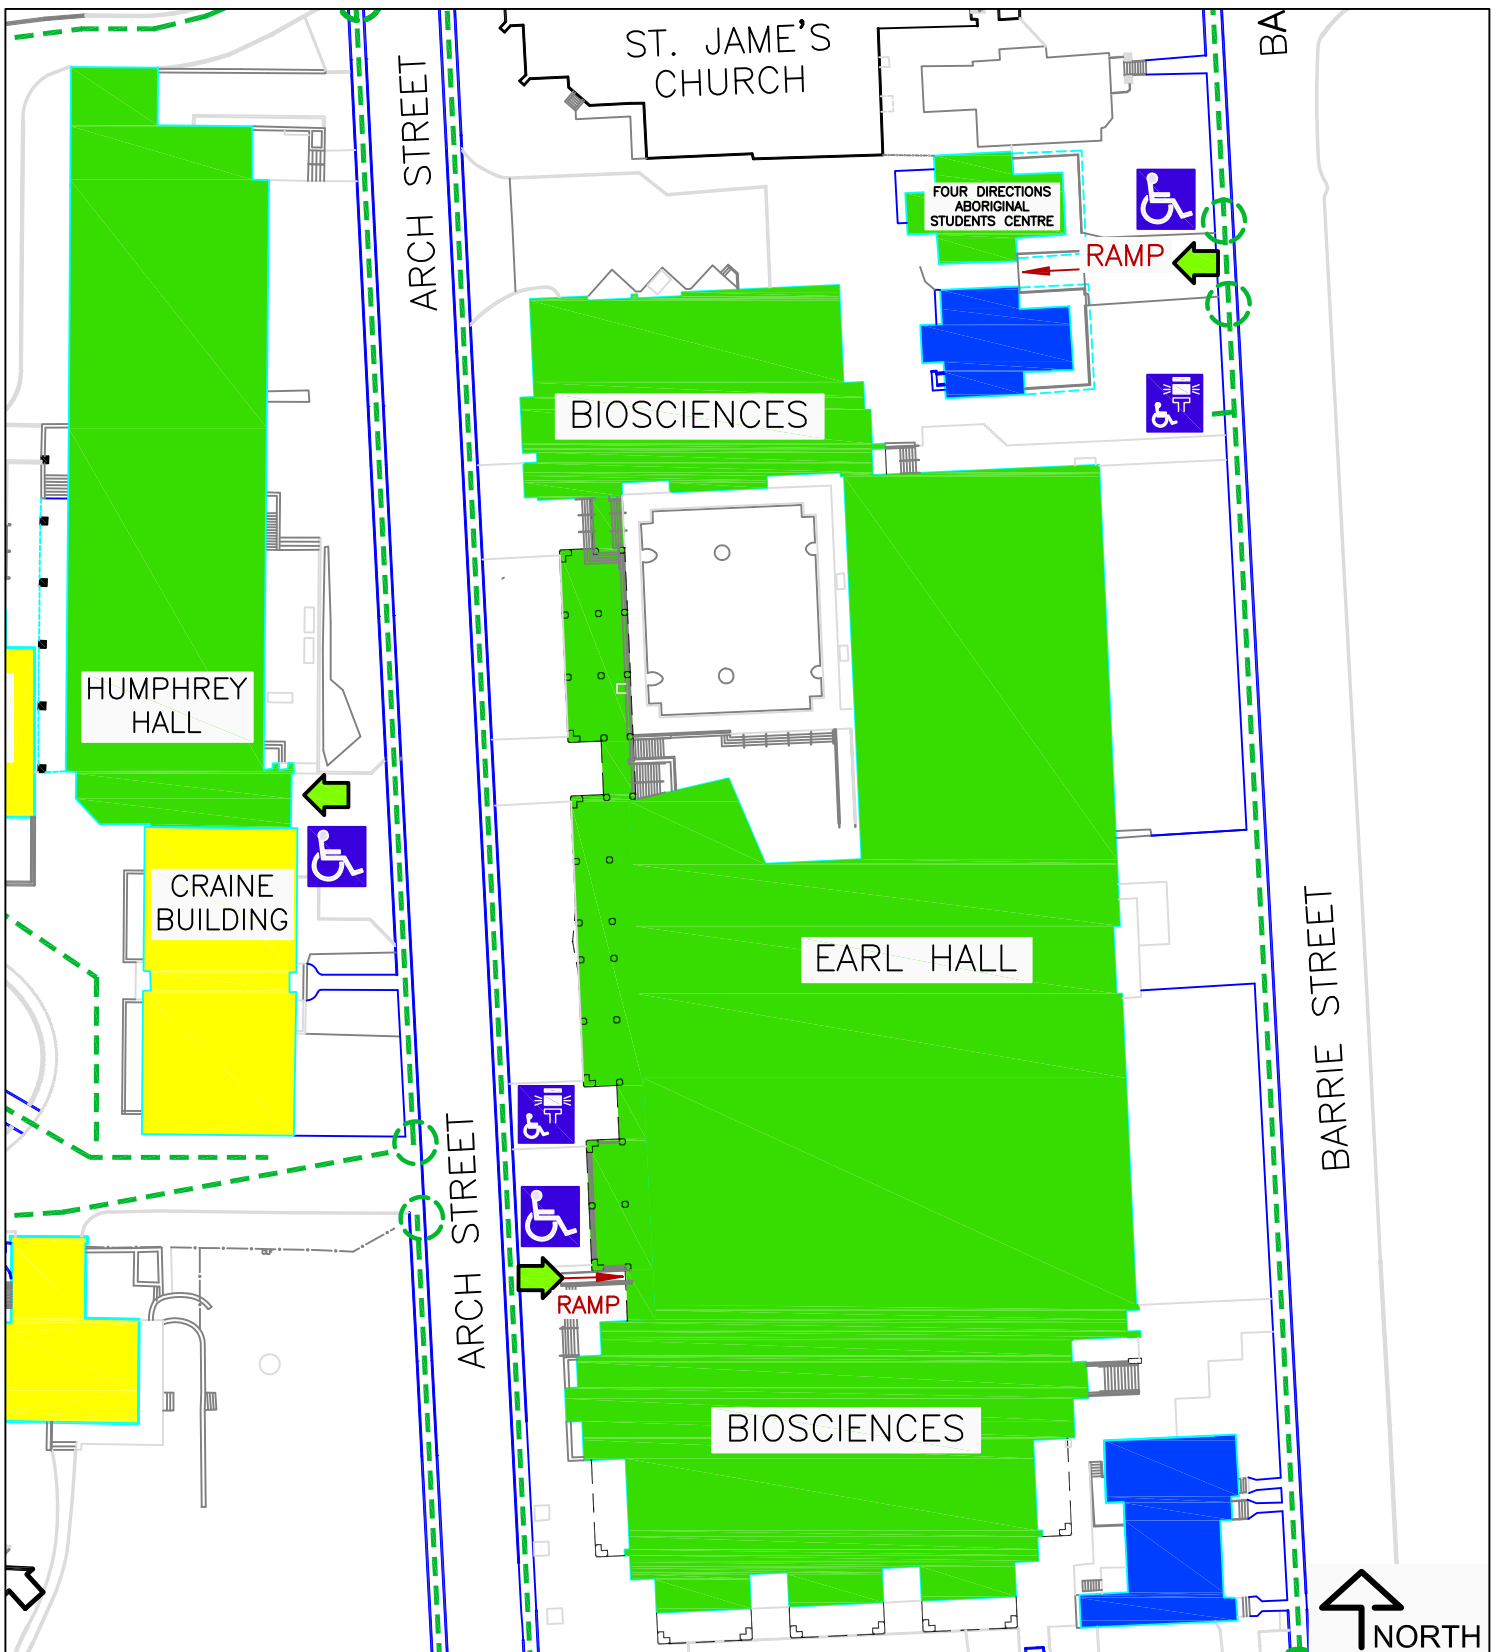 ST. JAME'S
CHURCH
BA
ARCH STREET
FOUR DIRECTIONS
ABORIGINAL
STUDENTS CENTRE
RAMP
BIOSCIENCES
HUMPHREY
HALL
CRAINE
BUILDING
EARL HALL
BARRIE STREET
ARCH STREET
RAMP
BIOSCIENCES
NORTH